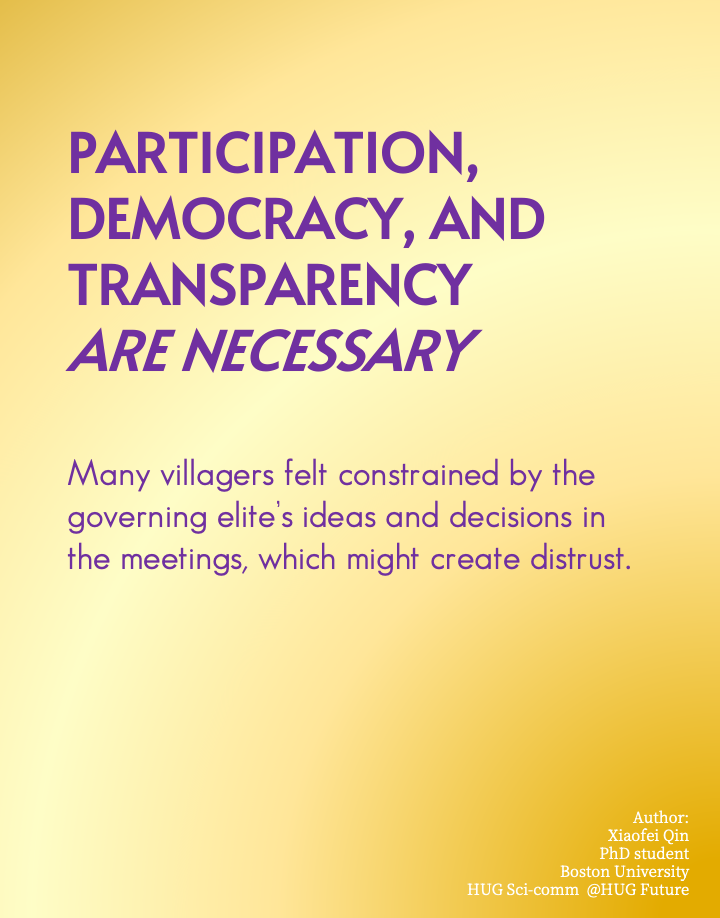 PARTICIPATION,
DEMOCRACY, AND
TRANSPARENCY
ARE NECESSARY
Many villagers felt constrained by the
governing elite's ideas and decisions in
the meetings, which might create distrust.
Author:
Xiaofei Qin
PhD student
Boston University
HUG Sci-comm @HUG Future